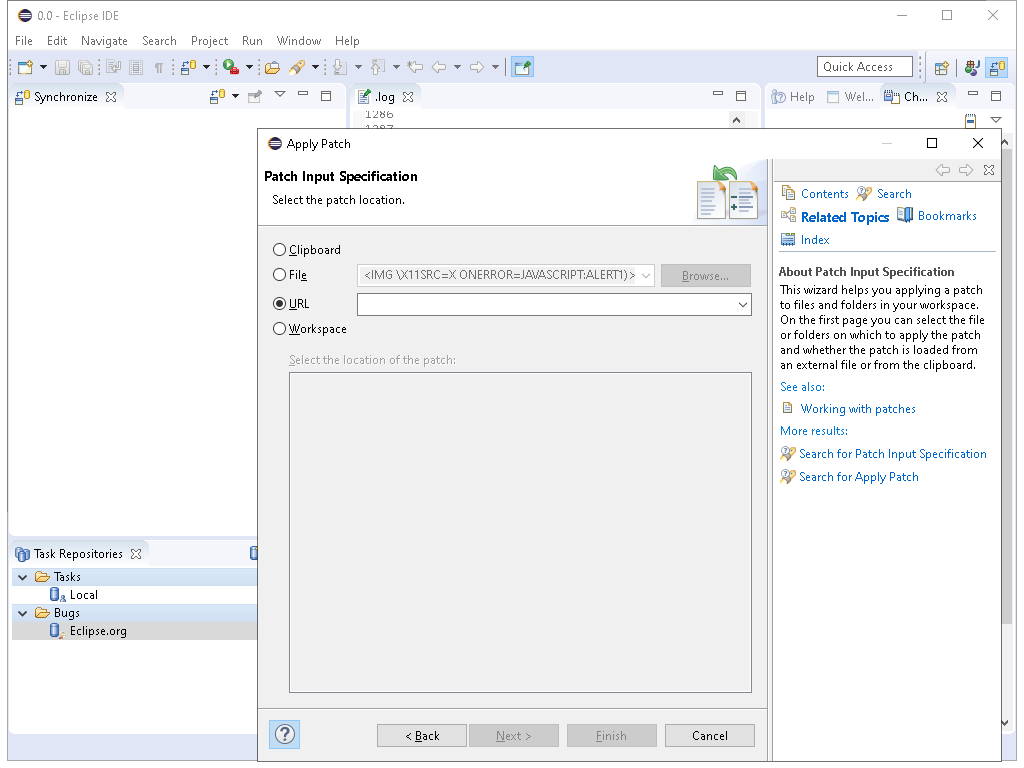 0.0 - Eclipse IDE
File Edit Navigate Search Project Run Window Help
Quick Access
Synchronize
.log
Help Wel... Ch...
1286
Apply Patch
Patch Input Specification
Select the patch location.
Clipboard
File <IMG \X11SRC=X ONERROR=JAVASCRIPT:ALERT1)> Browse...
URL
Workspace
Select the location of the patch:
< Back Next > Finish Cancel
Contents Search
Related Topics Bookmarks
Index
About Patch Input Specification
This wizard helps you applying a patch
to files and folders in your workspace.
On the first page you can select the file
or folders on which to apply the patch
and whether the patch is loaded from
an external file or from the clipboard.
See also:
Working with patches
More results:
Search for Patch Input Specification
Search for Apply Patch
Task Repositories
Tasks
Local
Bugs
Eclipse.org